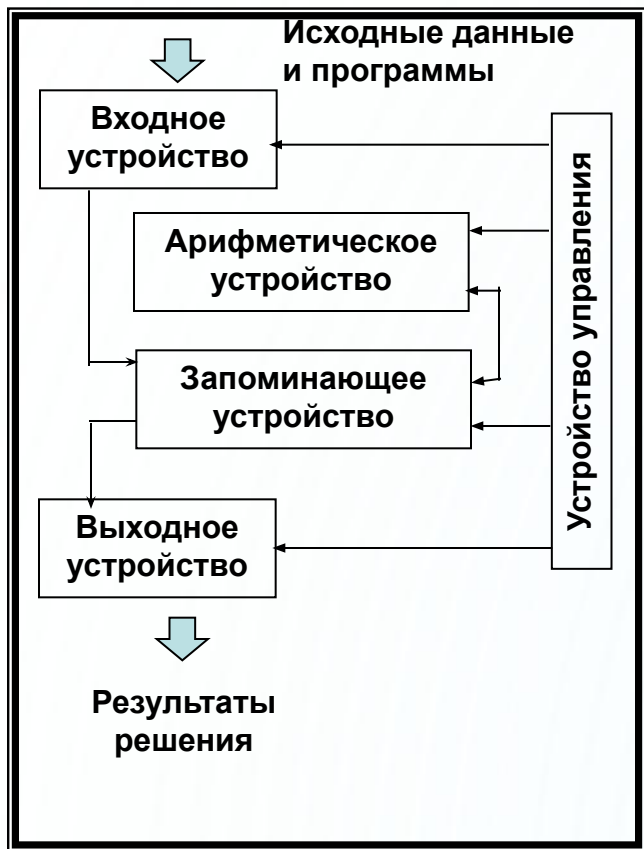 Исходные данные
и программы
Входное
устройство
Арифметическое
устройство
Устройство управления
Запоминающее
устройство
Выходное
устройство
Результаты
решения